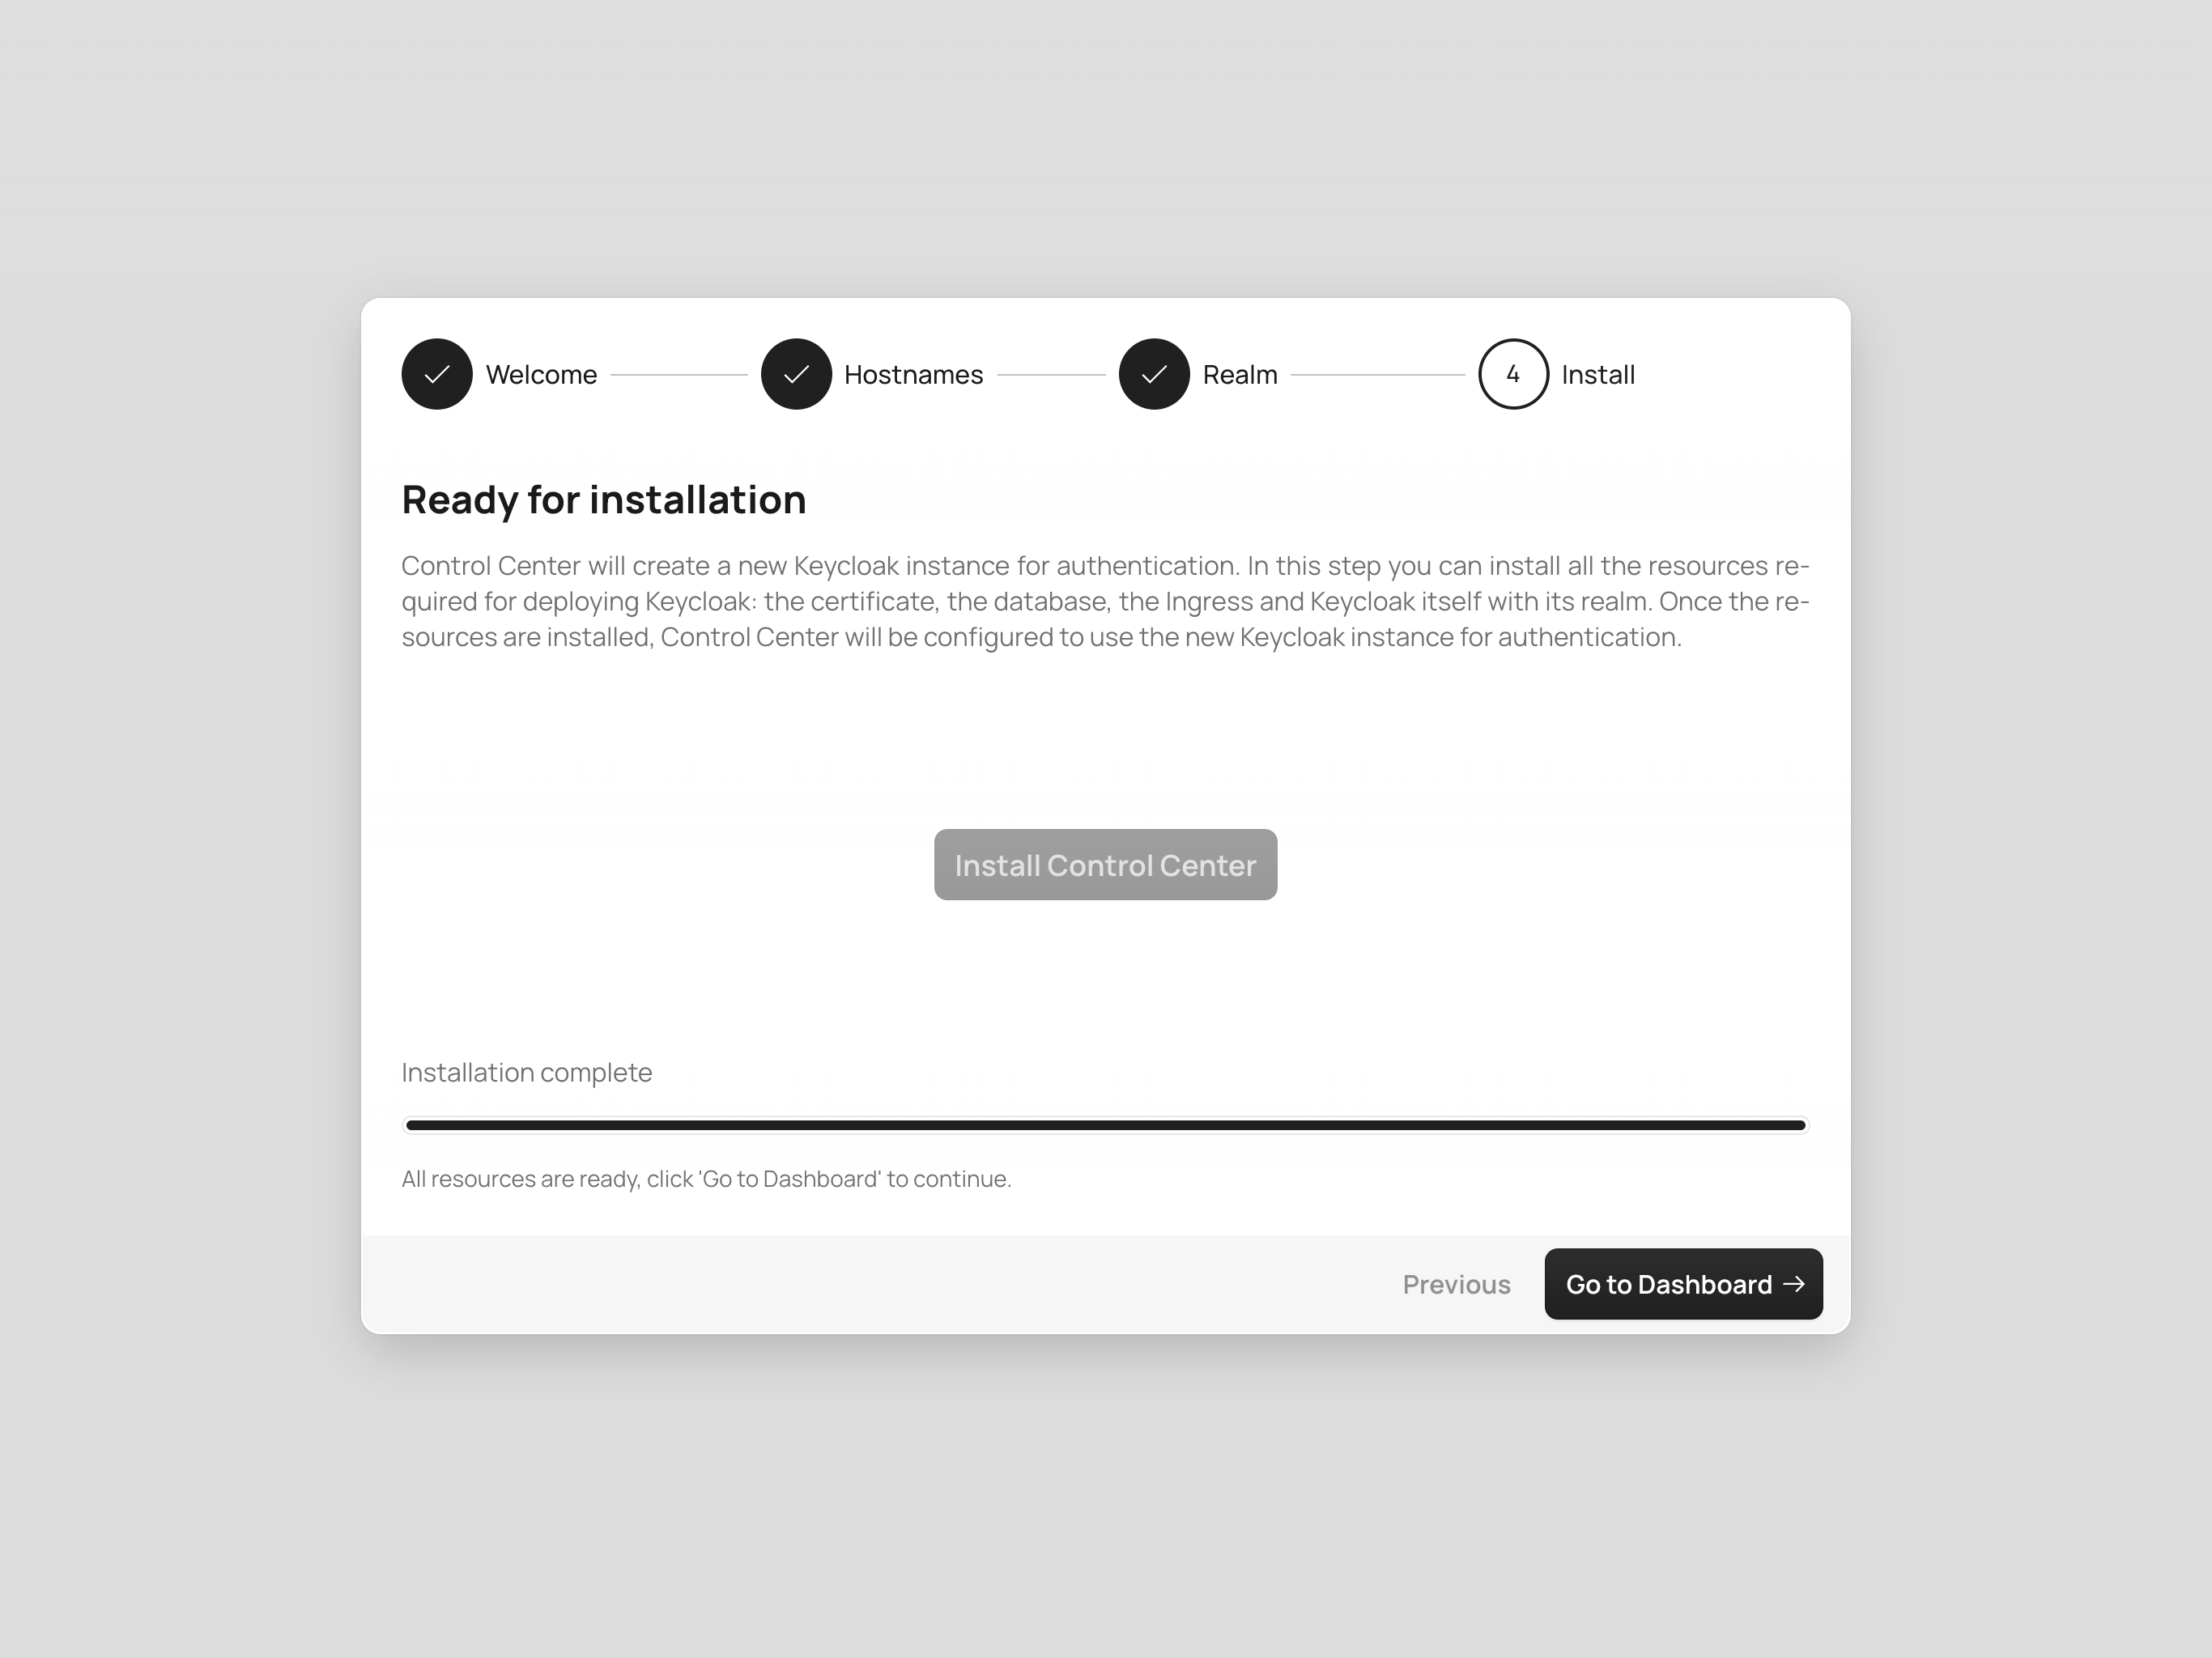 Welcome
Hostnames
Realm
4
Install
Ready for installation
Control Center will create a new Keycloak instance for authentication. In this step you can install all the resources re-
quired for deploying Keycloak: the certificate, the database, the Ingress and Keycloak itself with its realm. Once the re-
sources are installed, Control Center will be configured to use the new Keycloak instance for authentication.
Install Control Center
Installation complete
All resources are ready, click 'Go to Dashboard' to continue.
Previous
Go to Dashboard →